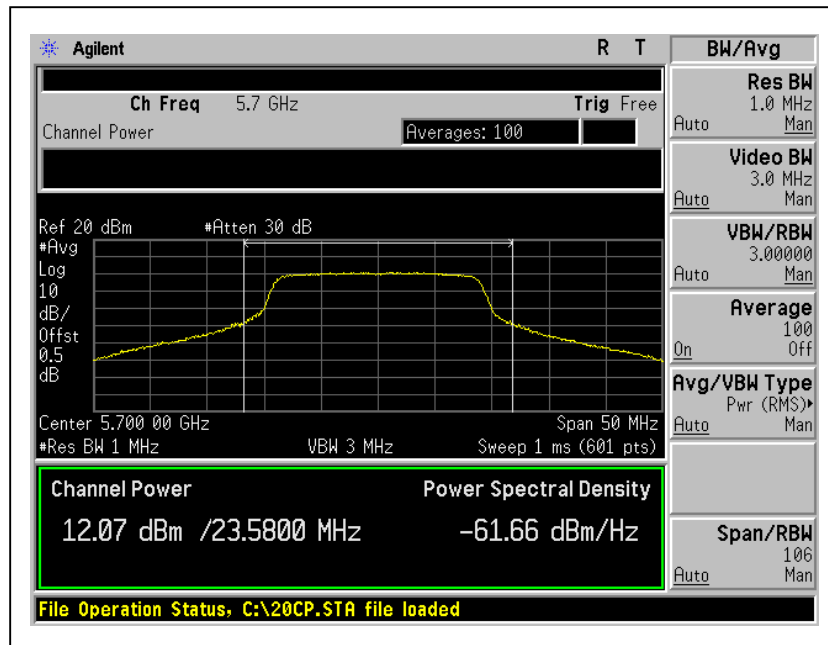 Agilent R T
BW/Avg
Ch Freq 5.7 GHz Trig Free
Channel Power Averages: 100
Ref 20 dBm #Atten 30 dB
#Avg
Log
10
dB/
Offst
0.5
dB
Center 5.700 00 GHz Span 50 MHz
#Res BW 1 MHz VBW 3 MHz Sweep 1 ms (601 pts)
Channel Power Power Spectral Density
12.07 dBm /23.5800 MHz -61.66 dBm/Hz
File Operation Status, C:\20CP.STA file loaded
Res BW
1.0 MHz
Auto Man
Video BW
3.0 MHz
Auto Man
VBW/RBW
3.00000
Auto Man
Average
100
On Off
Avg/VBW Type
Pwr (RMS)▸
Auto Man
Span/RBW
106
Auto Man